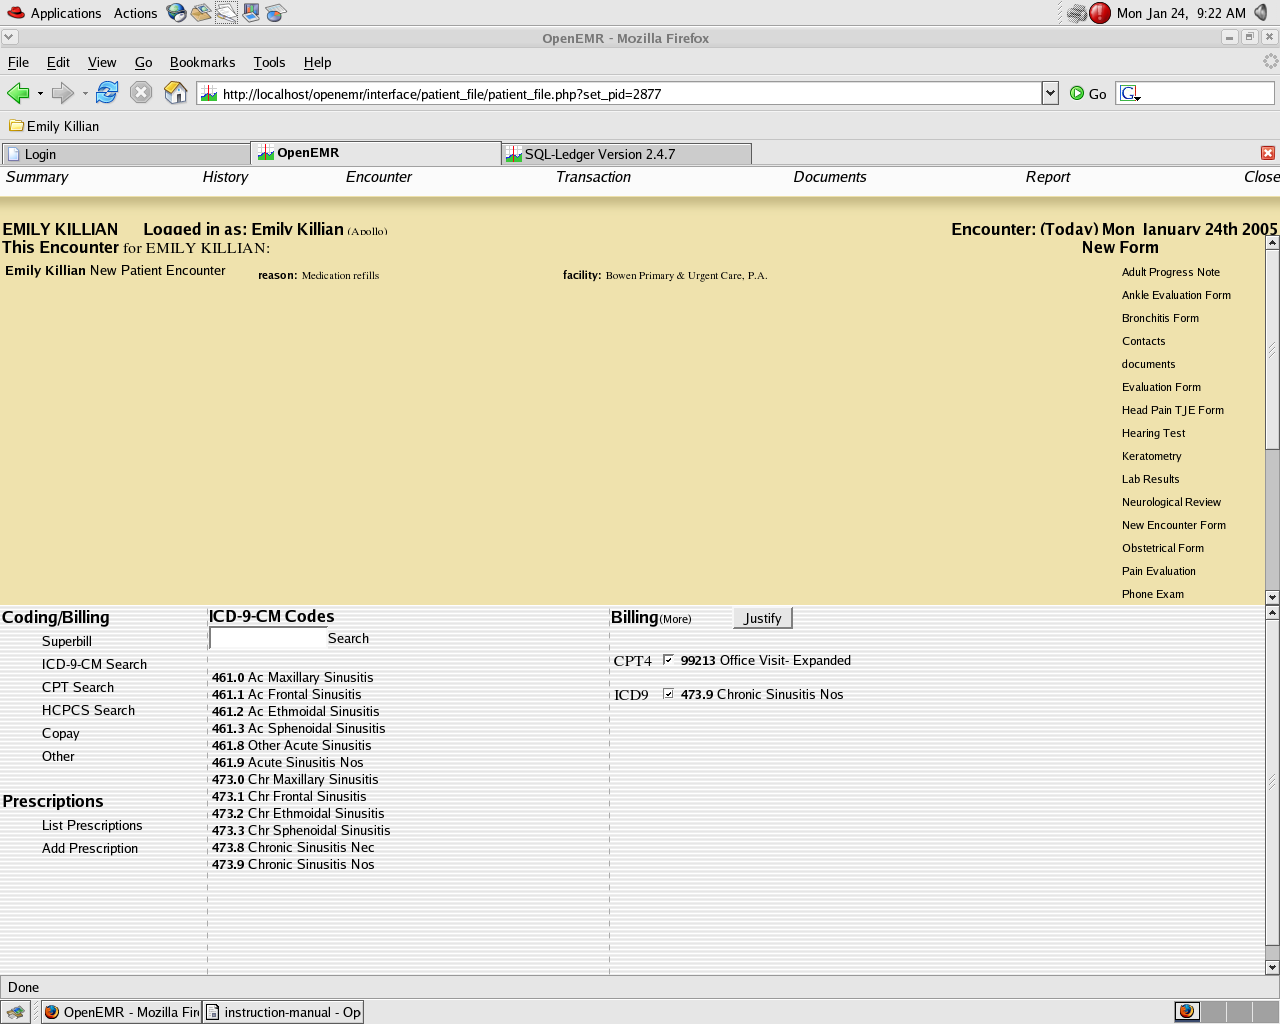 Applications Actions Mon Jan 24, 9:22 AM
OpenEMR - Mozilla Firefox
File Edit View Go Bookmarks Tools Help
http://localhost/openemr/interface/patient_file/patient_file.php?set_pid=2877 Go G
Emily Killian
Login OpenEMR SQL-Ledger Version 2.4.7
Summary History Encounter Transaction Documents Report Close
EMILY KILLIAN Logged in as: Emily Killian (Apollo) Encounter: (Today) Mon January 24th 2005
This Encounter for EMILY KILLIAN:
Emily Killian New Patient Encounter reason: Medication refills facility: Bowen Primary & Urgent Care, P.A.
New Form
Adult Progress Note
Ankle Evaluation Form
Bronchitis Form
Contacts
documents
Evaluation Form
Head Pain TJE Form
Hearing Test
Keratometry
Lab Results
Neurological Review
New Encounter Form
Obstetrical Form
Pain Evaluation
Phone Exam
Coding/Billing
Superbill
ICD-9-CM Search
CPT Search
HCPCS Search
Copay
Other
Prescriptions
List Prescriptions
Add Prescription
ICD-9-CM Codes
Search
461.0 Ac Maxillary Sinusitis
461.1 Ac Frontal Sinusitis
461.2 Ac Ethmoidal Sinusitis
461.3 Ac Sphenoidal Sinusitis
461.8 Other Acute Sinusitis
461.9 Acute Sinusitis Nos
473.0 Chr Maxillary Sinusitis
473.1 Chr Frontal Sinusitis
473.2 Chr Ethmoidal Sinusitis
473.3 Chr Sphenoidal Sinusitis
473.8 Chronic Sinusitis Nec
473.9 Chronic Sinusitis Nos
Billing(More) Justify
CPT4 99213 Office Visit- Expanded
ICD9 473.9 Chronic Sinusitis Nos
Done
OpenEMR - Mozilla Fir instruction-manual - Op